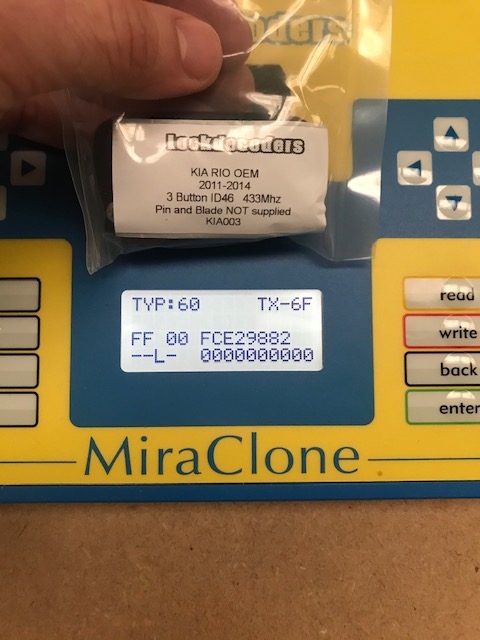 lockdecoders
KIA RIO OEM
2011-2014
3 Button ID46 433Mhz
Pin and Blade NOT supplied
KIA003
TYP:60 TX-6F
FF 00 FCE29882
--L- 0000000000
read
write
back
enter
MiraClone